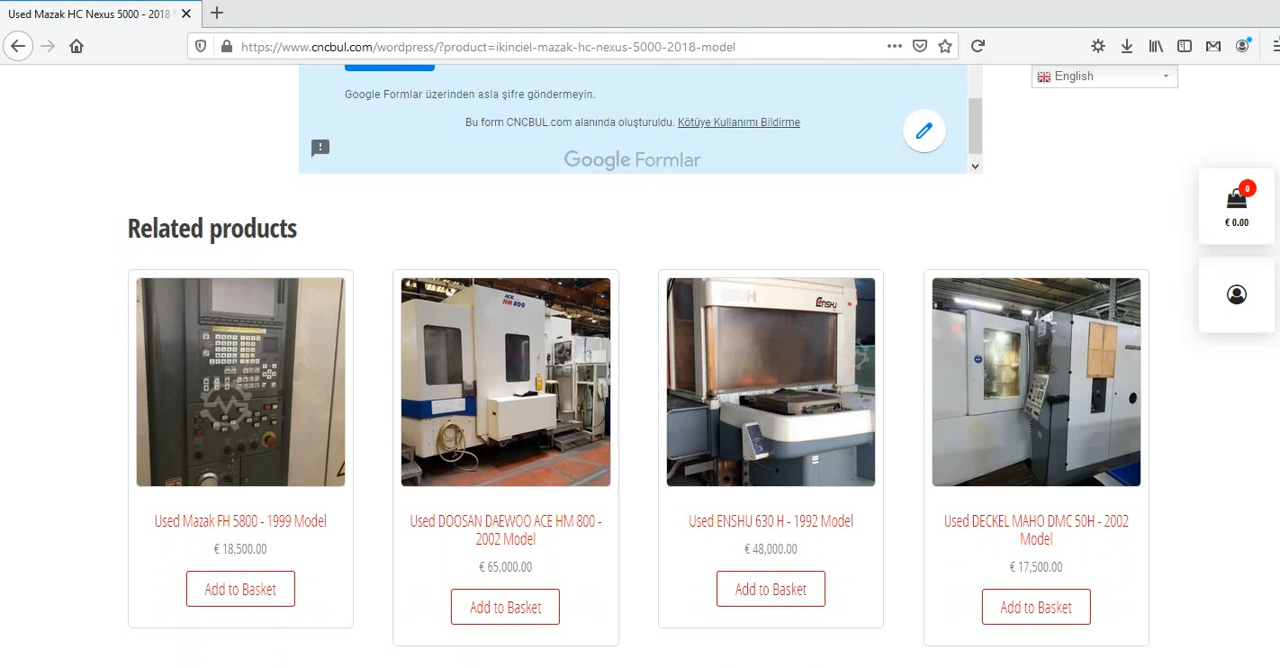 Used Mazak HC Nexus 5000 - 2018
https://www.cncbul.com/wordpress/?product=ikinciel-mazak-hc-nexus-5000-2018-model
English
Google Formlar üzerinden asla şifre göndermeyin.
Bu form CNCBUL.com alanında oluşturuldu. Kötüye Kullanımı Bildirme
Google Formlar
0
€ 0.00
Related products
ACE
HM 800
ENSHU
Used Mazak FH 5800 - 1999 Model
€ 18,500.00
Add to Basket
Used DOOSAN DAEWOO ACE HM 800 -
2002 Model
€ 65,000.00
Add to Basket
Used ENSHU 630 H - 1992 Model
€ 48,000.00
Add to Basket
Used DECKEL MAHO DMC 50H - 2002
Model
€ 17,500.00
Add to Basket